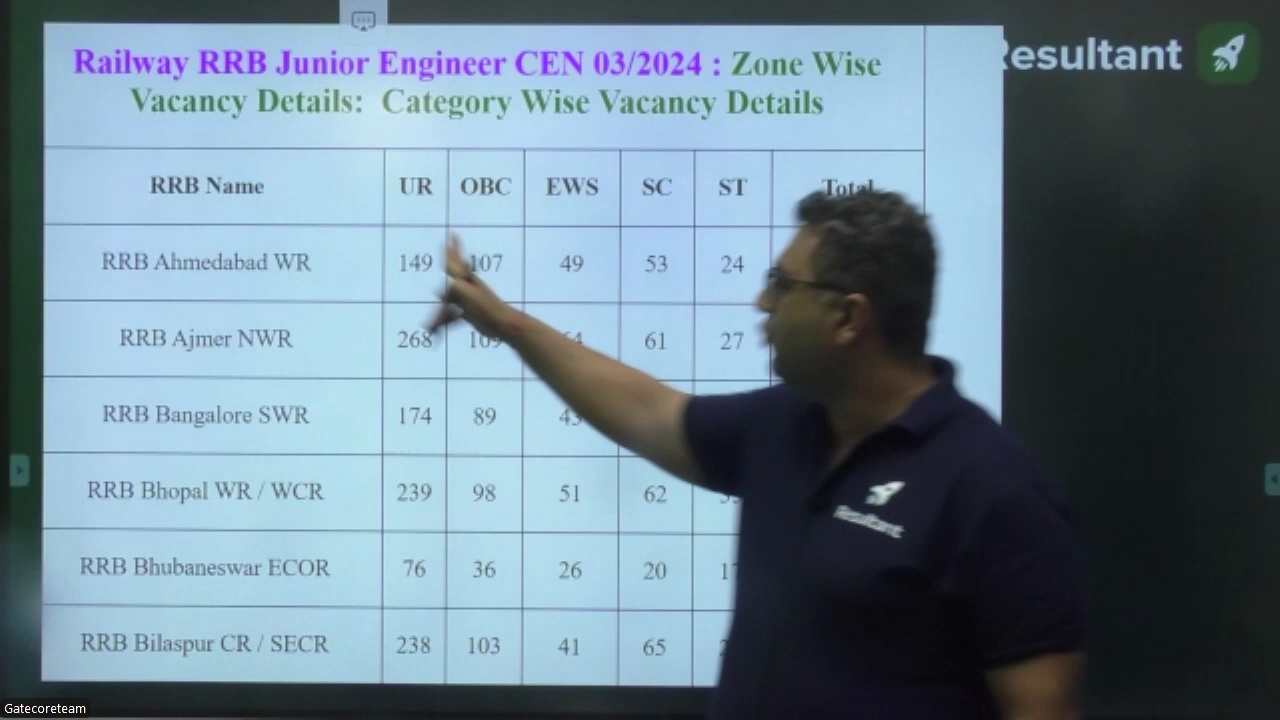 Resultant
Railway RRB Junior Engineer CEN 03/2024 : Zone Wise
Vacancy Details: Category Wise Vacancy Details
RRB Name UR OBC EWS SC ST Total
RRB Ahmedabad WR 149 107 49 53 24
RRB Ajmer NWR 268 61 27
RRB Bangalore SWR 174 89
RRB Bhopal WR / WCR 239 98 51 62
RRB Bhubaneswar ECOR 76 36 26 20
RRB Bilaspur CR / SECR 238 103 41 65
Resultant
Gatecoreteam